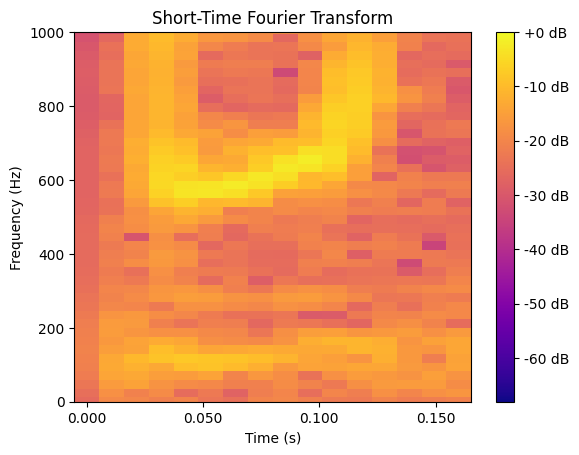 Short-Time Fourier Transform
1000
800
600
400
200
0
Frequency (Hz)
0.000
0.050
0.100
0.150
Time (s)
+0 dB
-10 dB
-20 dB
-30 dB
-40 dB
-50 dB
-60 dB